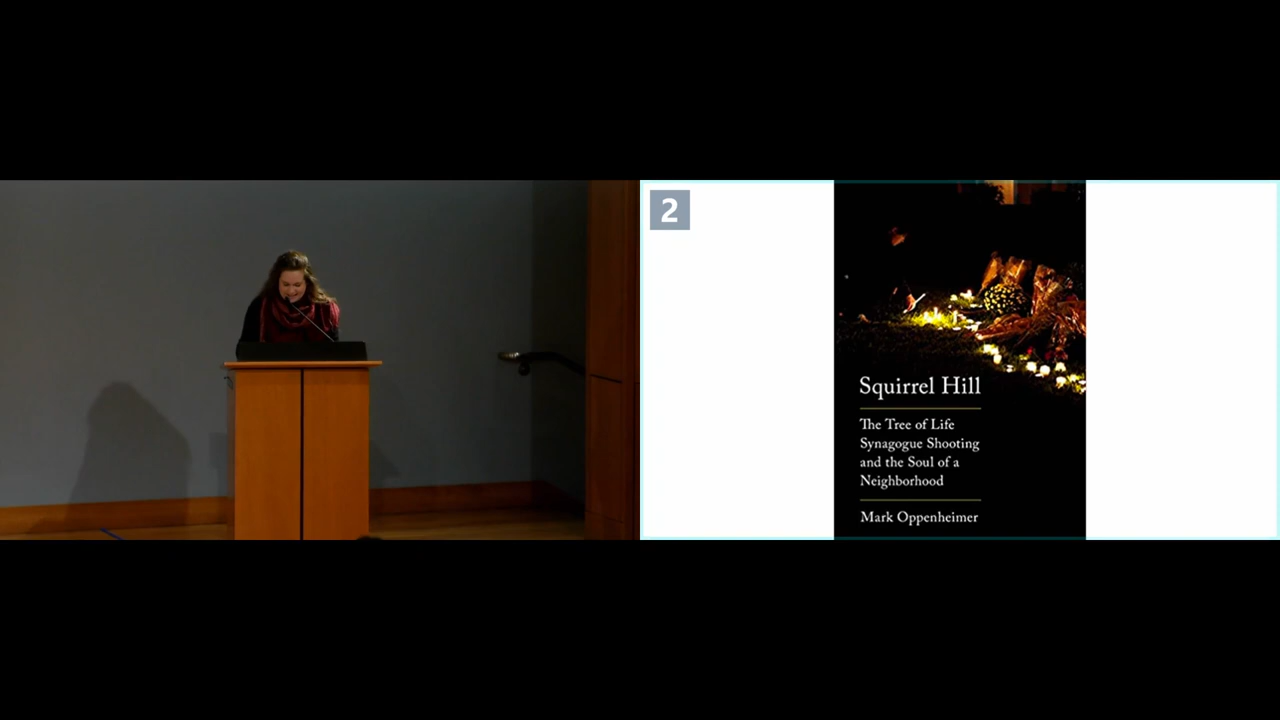 2
Squirrel Hill
The Tree of Life
Synagogue Shooting
and the Soul of a
Neighborhood
Mark Oppenheimer